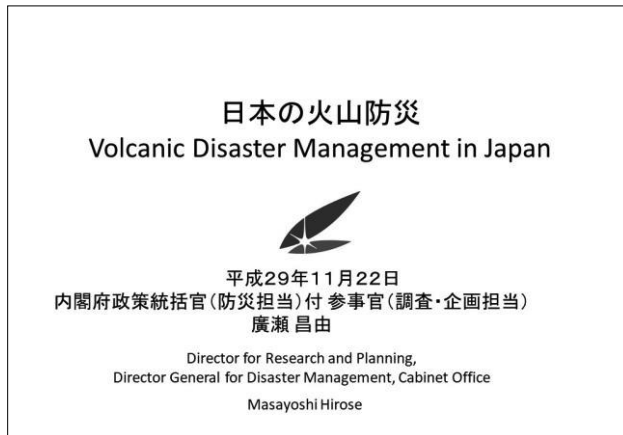 日本の火山防災
Volcanic Disaster Management in Japan
平成29年11月22日
内閣府政策統括官(防災担当)付 参事官(調査・企画担当)
廣瀬 昌由
Director for Research and Planning,
Director General for Disaster Management, Cabinet Office
Masayoshi Hirose